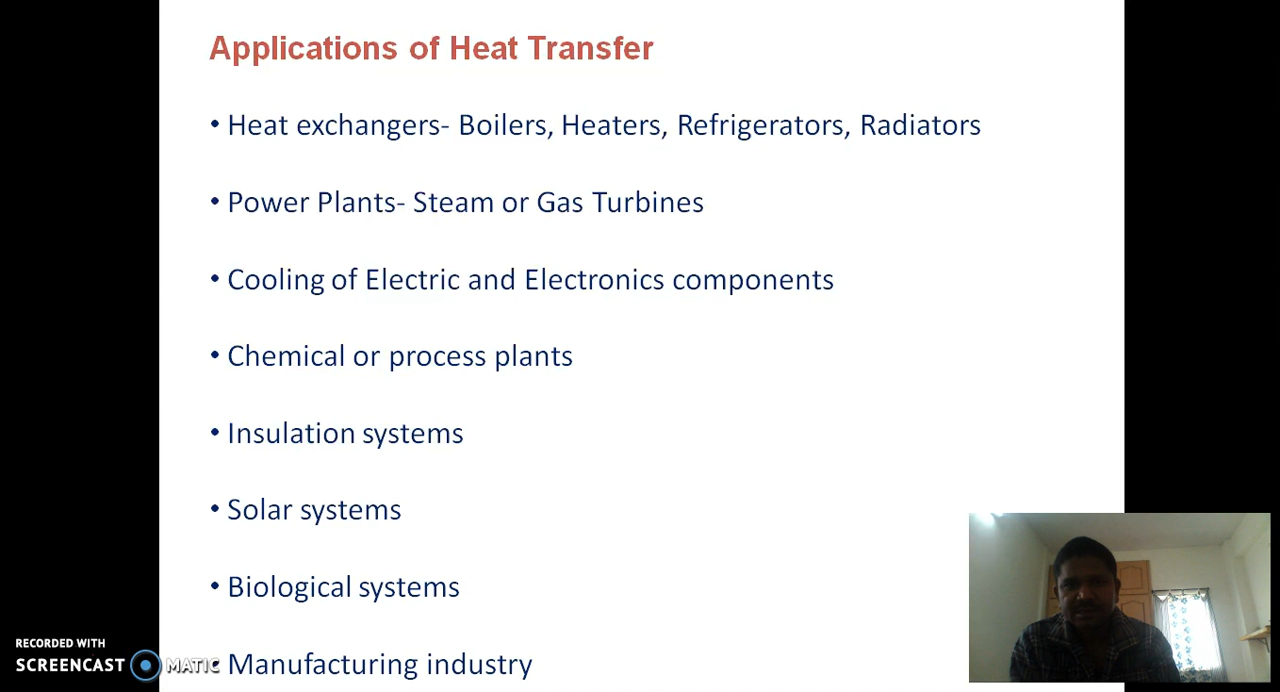 Applications of Heat Transfer
• Heat exchangers- Boilers, Heaters, Refrigerators, Radiators
• Power Plants- Steam or Gas Turbines
• Cooling of Electric and Electronics components
• Chemical or process plants
• Insulation systems
• Solar systems
• Biological systems
• Manufacturing industry
RECORDED WITH
SCREENCAST MATIC